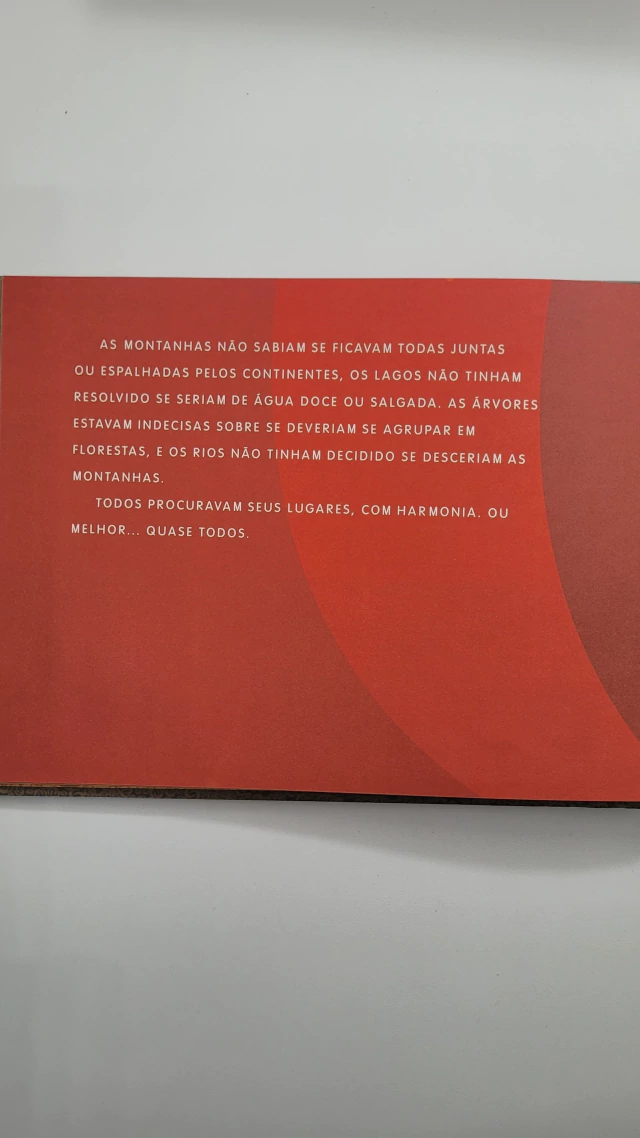 AS MONTANHAS NÃO SABIAM SE FICAVAM TODAS JUNTAS
OU ESPALHADAS PELOS CONTINENTES, OS LAGOS NÃO TINHAM
RESOLVIDO SE SERIAM DE ÁGUA DOCE OU SALGADA. AS ÁRVORES
ESTAVAM INDECISAS SOBRE SE DEVERIAM SE AGRUPAR EM
FLORESTAS, E OS RIOS NÃO TINHAM DECIDIDO SE DESCERIAM AS
MONTANHAS.
TODOS PROCURAVAM SEUS LUGARES, COM HARMONIA. OU
MELHOR... QUASE TODOS.